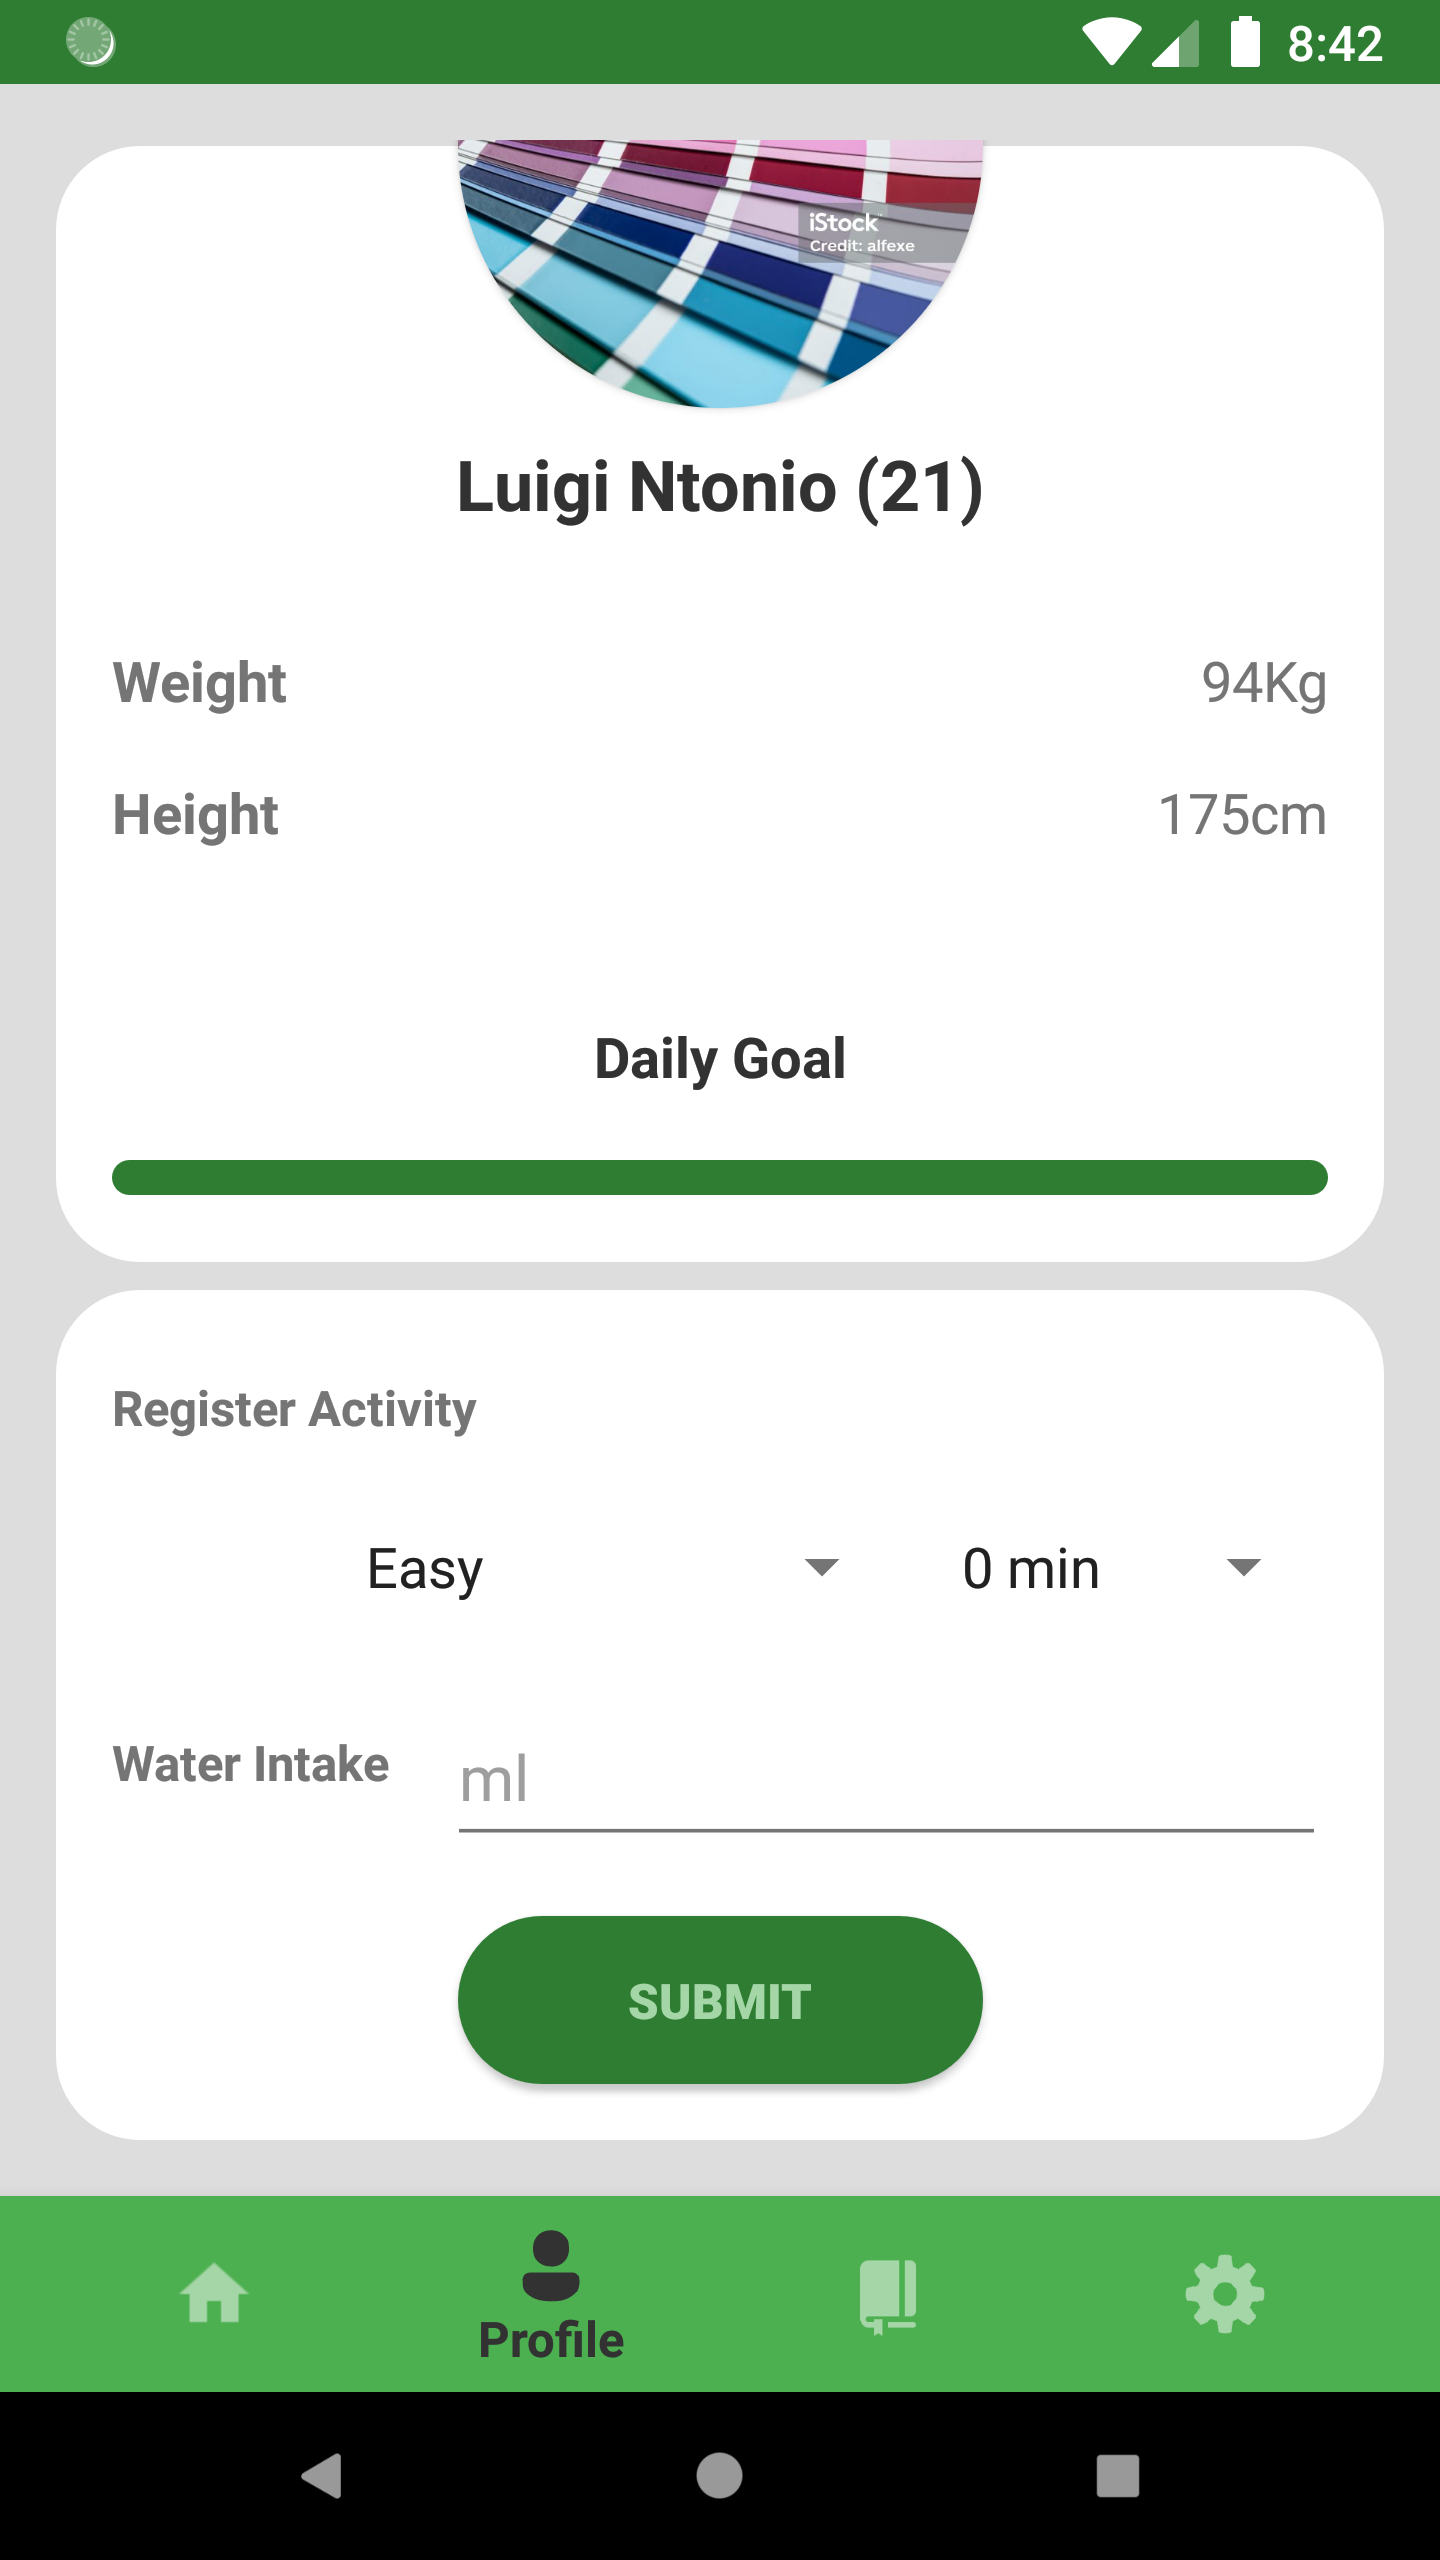 8:42
iStock
Credit: alfexe
Luigi Ntonio (21)
Weight 94Kg
Height 175cm
Daily Goal
Register Activity
Easy 0 min
Water Intake ml
SUBMIT
Profile